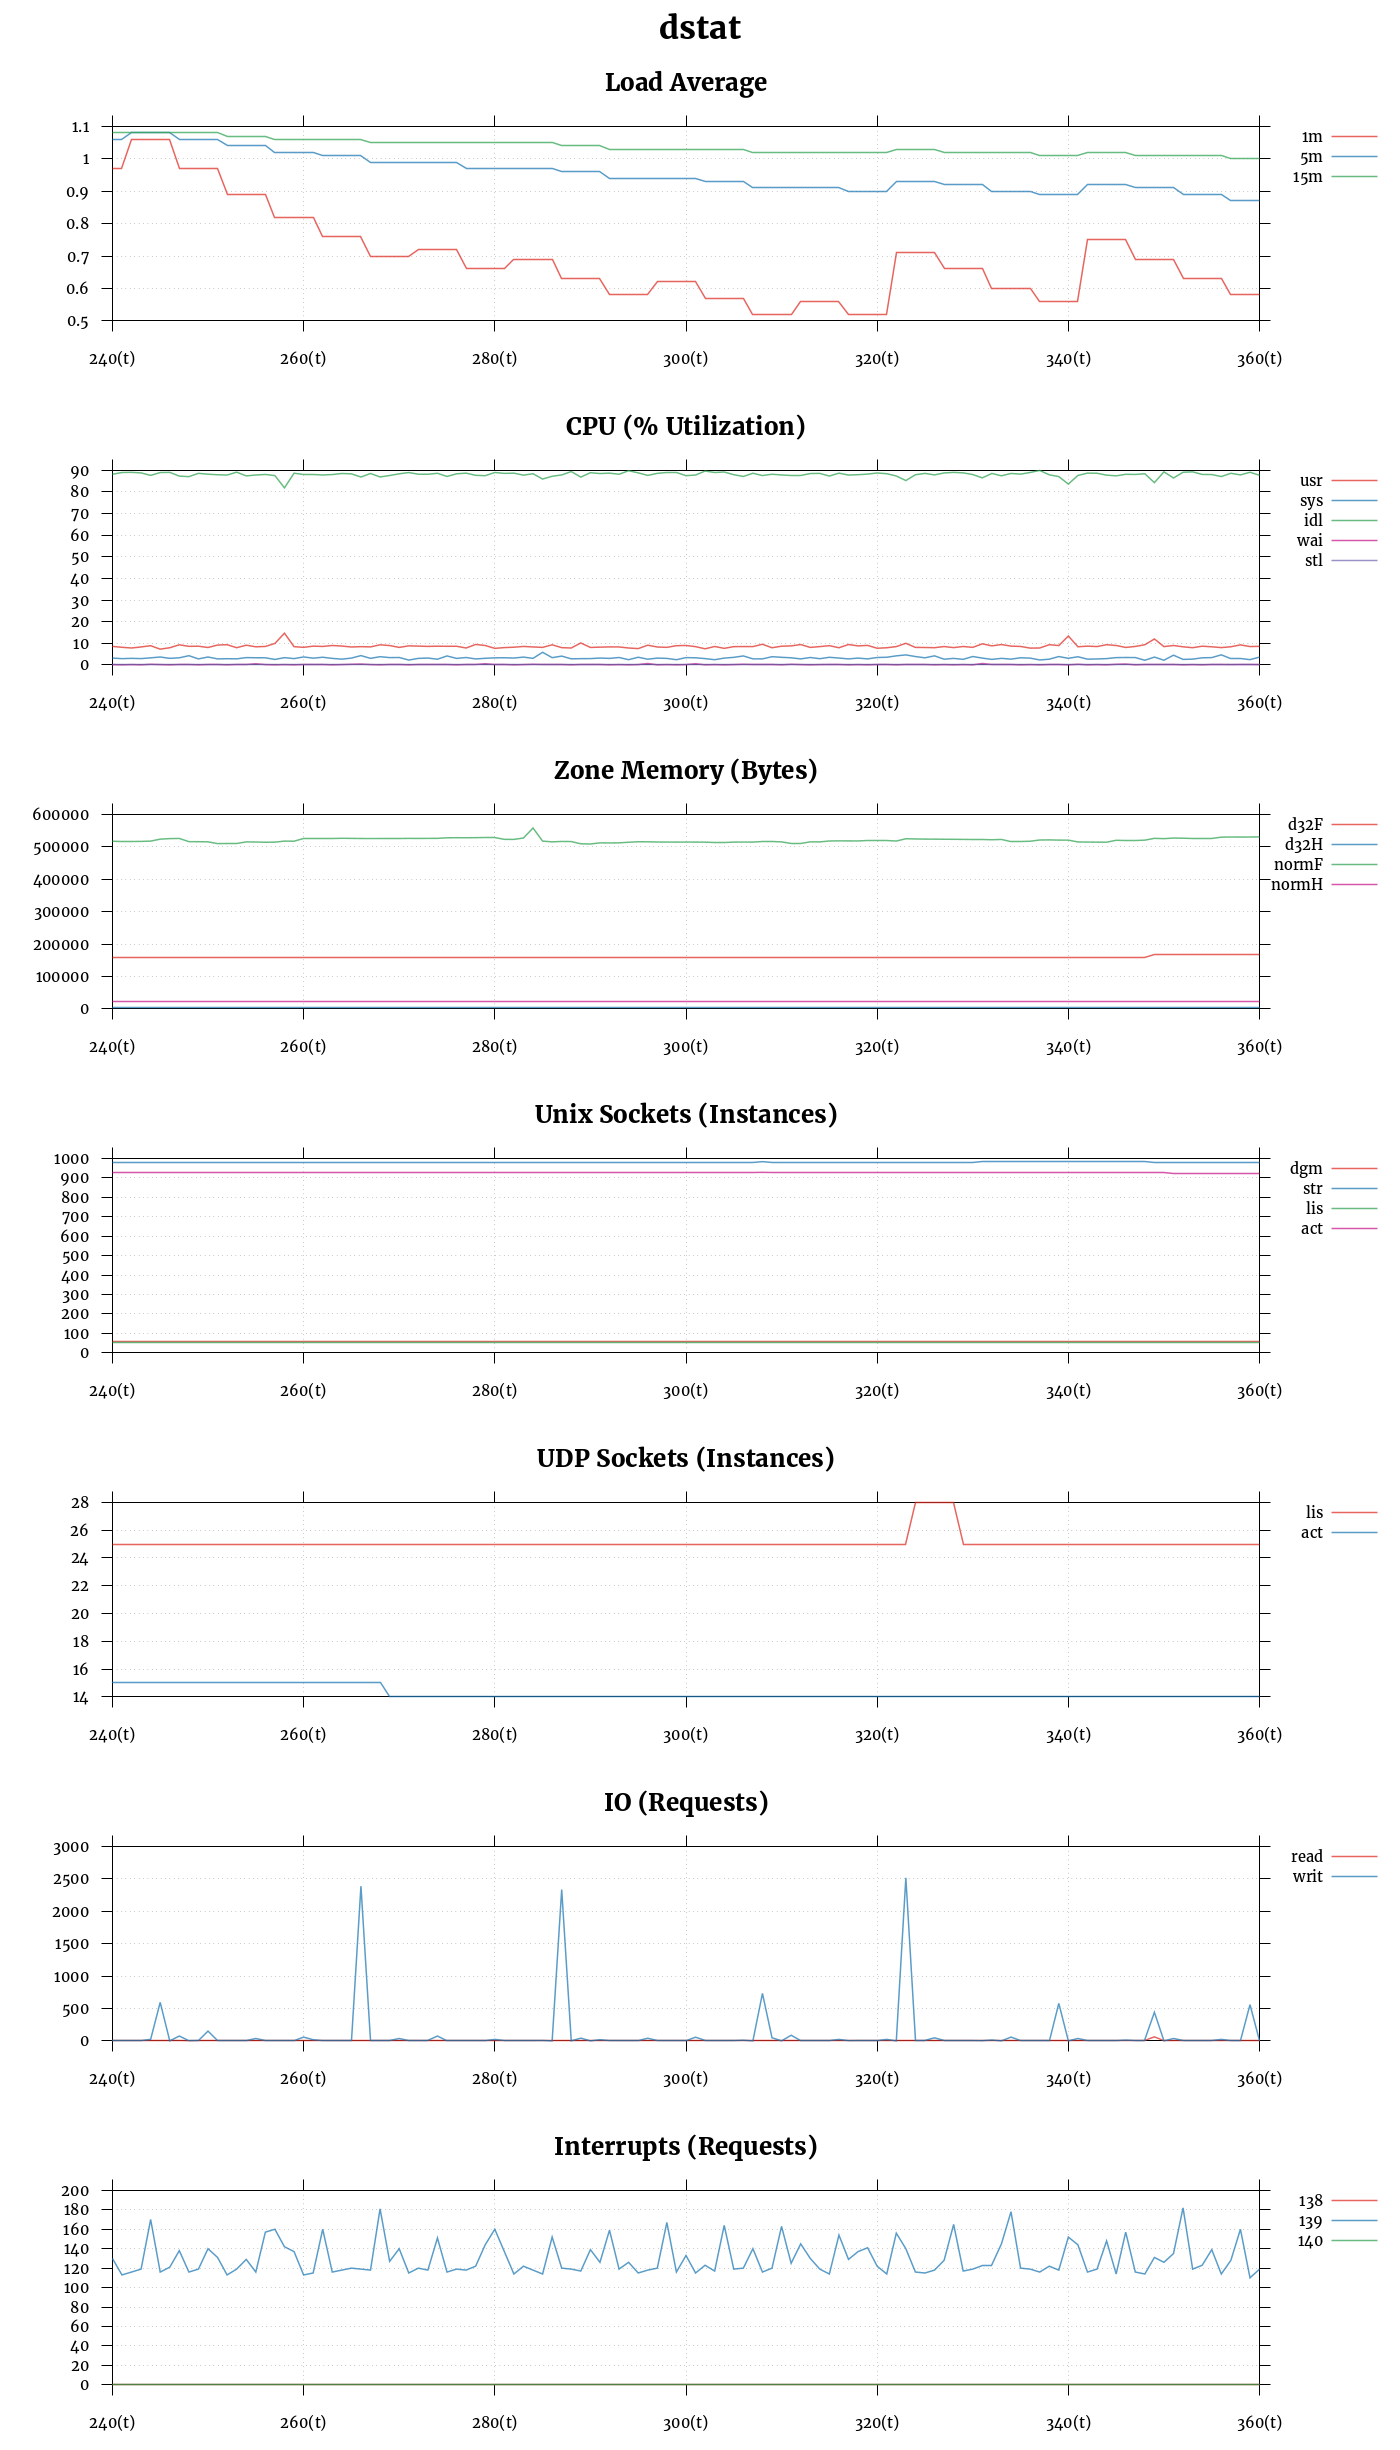 dstat
Load Average
1.1
1
0.9
0.8
0.7
0.6
0.5
240(t) 260(t) 280(t) 300(t) 320(t) 340(t) 360(t)
1m
5m
15m
CPU (% Utilization)
90
80
70
60
50
40
30
20
10
0
240(t) 260(t) 280(t) 300(t) 320(t) 340(t) 360(t)
usr
sys
idl
wai
stl
Zone Memory (Bytes)
600000
500000
400000
300000
200000
100000
0
240(t) 260(t) 280(t) 300(t) 320(t) 340(t) 360(t)
d32F
d32H
normF
normH
Unix Sockets (Instances)
1000
900
800
700
600
500
400
300
200
100
0
240(t) 260(t) 280(t) 300(t) 320(t) 340(t) 360(t)
dgm
str
lis
act
UDP Sockets (Instances)
28
26
24
22
20
18
16
14
240(t) 260(t) 280(t) 300(t) 320(t) 340(t) 360(t)
lis
act
IO (Requests)
3000
2500
2000
1500
1000
500
0
240(t) 260(t) 280(t) 300(t) 320(t) 340(t) 360(t)
read
writ
Interrupts (Requests)
200
180
160
140
120
100
80
60
40
20
0
240(t) 260(t) 280(t) 300(t) 320(t) 340(t) 360(t)
138
139
140